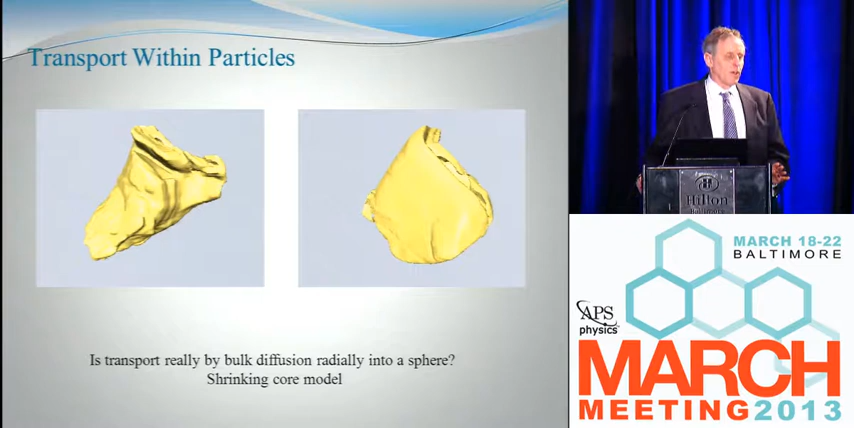 Transport Within Particles
Is transport really by bulk diffusion radially into a sphere?
Shrinking core model
Hilton
Baltimore
MARCH 18-22
BALTIMORE
APS
physics
MARCH
MEETING 2013